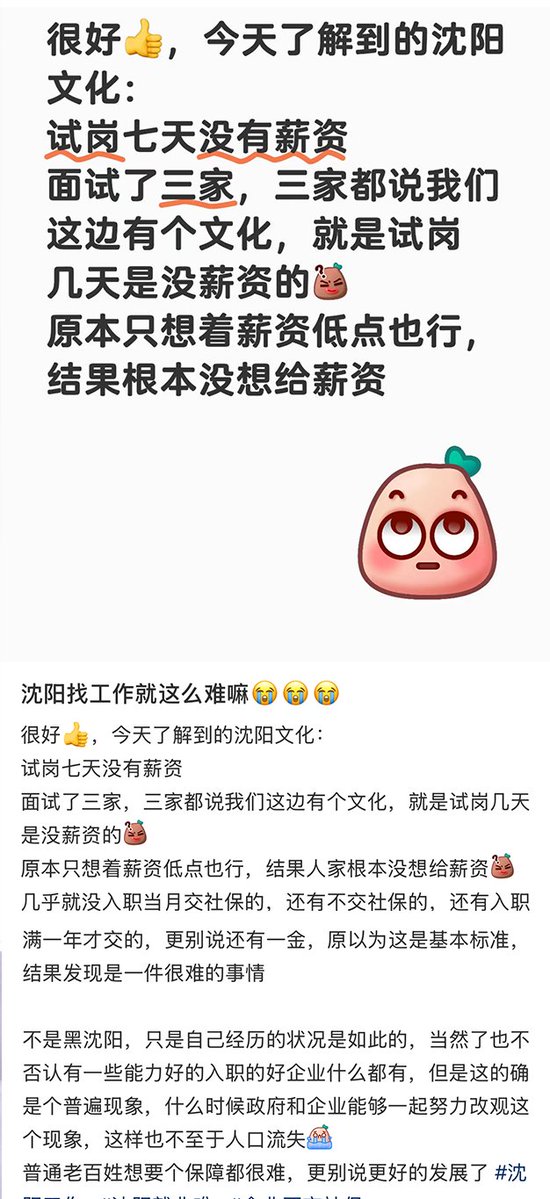 很好👍，今天了解到的沈阳
文化：
试岗七天没有薪资
面试了三家，三家都说我们
这边有个文化，就是试岗
几天是没薪资的
原本只想着薪资低点也行，
结果根本没想给薪资
沈阳找工作就这么难嘛😭😭😭
很好👍，今天了解到的沈阳文化：
试岗七天没有薪资
面试了三家，三家都说我们这边有个文化，就是试岗几天
是没薪资的
原本只想着薪资低点也行，结果人家根本没想给薪资
几乎就没入职当月交社保的，还有不交社保的，还有入职
满一年才交的，更别说还有一金，原以为这是基本标准，
结果发现是一件很难的事情
不是黑沈阳，只是自己经历的状况是如此的，当然了也不
否认有一些能力好的入职的好企业什么都有，但是这的确
是个普遍现象，什么时候政府和企业能够一起努力改观这
个现象，这样也不至于人口流失
普通老百姓想要个保障都很难，更别说更好的发展了 #沈